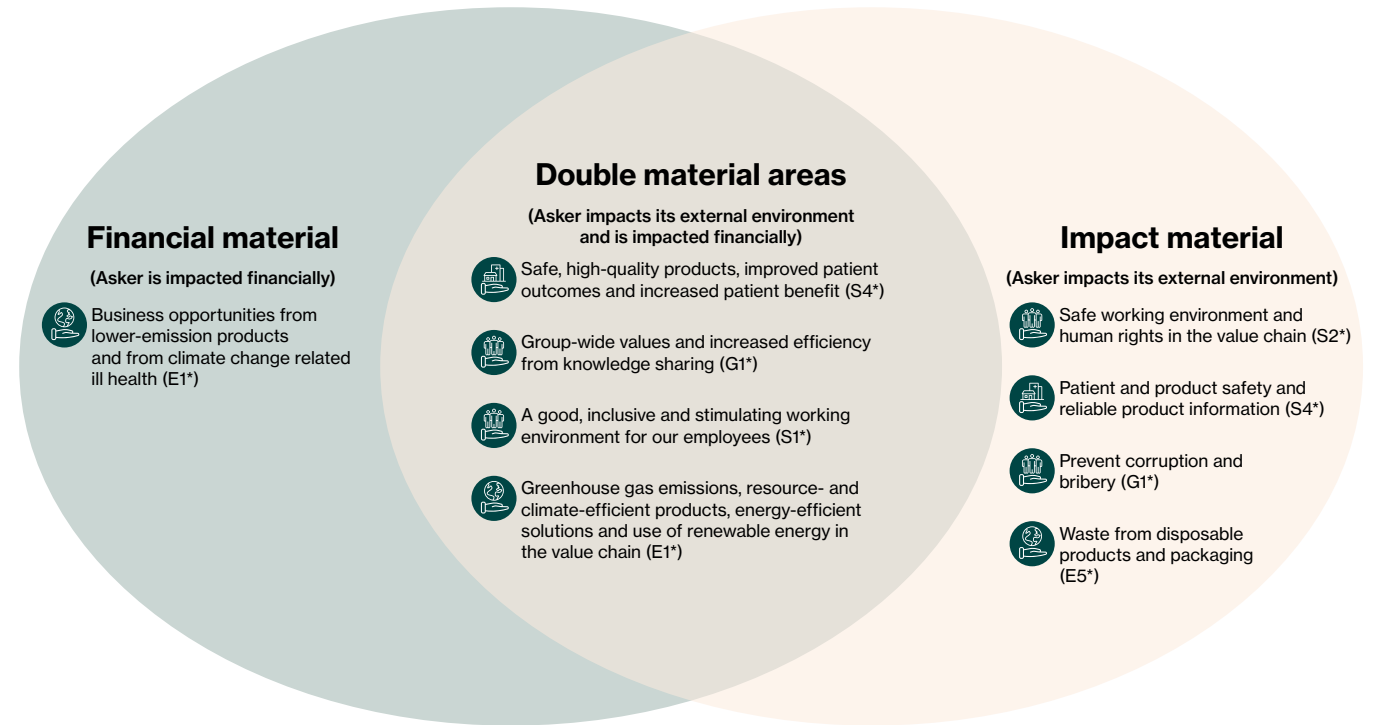 Financial material
(Asker is impacted financially)
Business opportunities from
lower-emission products
and from climate change related
ill health (E1*)
Double material areas
(Asker impacts its external environment
and is impacted financially)
Safe, high-quality products, improved patient
outcomes and increased patient benefit (S4*)
Group-wide values and increased efficiency
from knowledge sharing (G1*)
A good, inclusive and stimulating working
environment for our employees (S1*)
Greenhouse gas emissions, resource- and
climate-efficient products, energy-efficient
solutions and use of renewable energy in
the value chain (E1*)
Impact material
(Asker impacts its external environment)
Safe working environment and
human rights in the value chain (S2*)
Patient and product safety and
reliable product information (S4*)
Prevent corruption and
bribery (G1*)
Waste from disposable
products and packaging
(E5*)